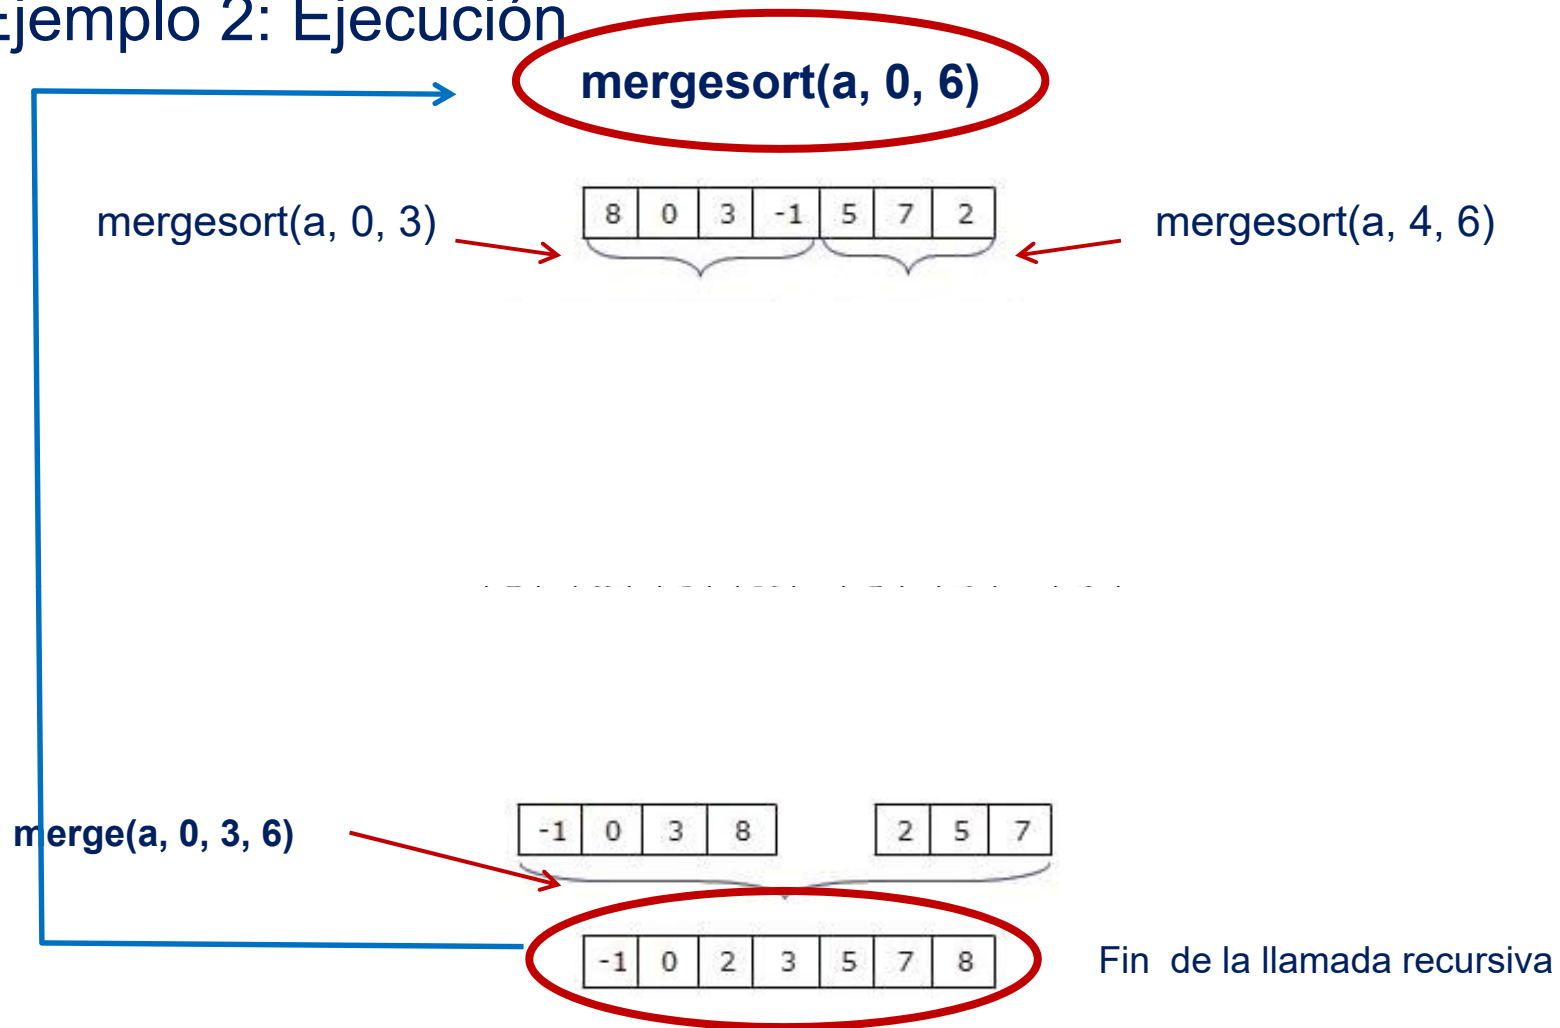 Ejemplo 2: Ejecución
mergesort(a, 0, 6)
mergesort(a, 0, 3)
8 0 3 -1 5 7 2
mergesort(a, 4, 6)
merge(a, 0, 3, 6)
-1 0 3 8 2 5 7
-1 0 2 3 5 7 8
Fin de la llamada recursiva